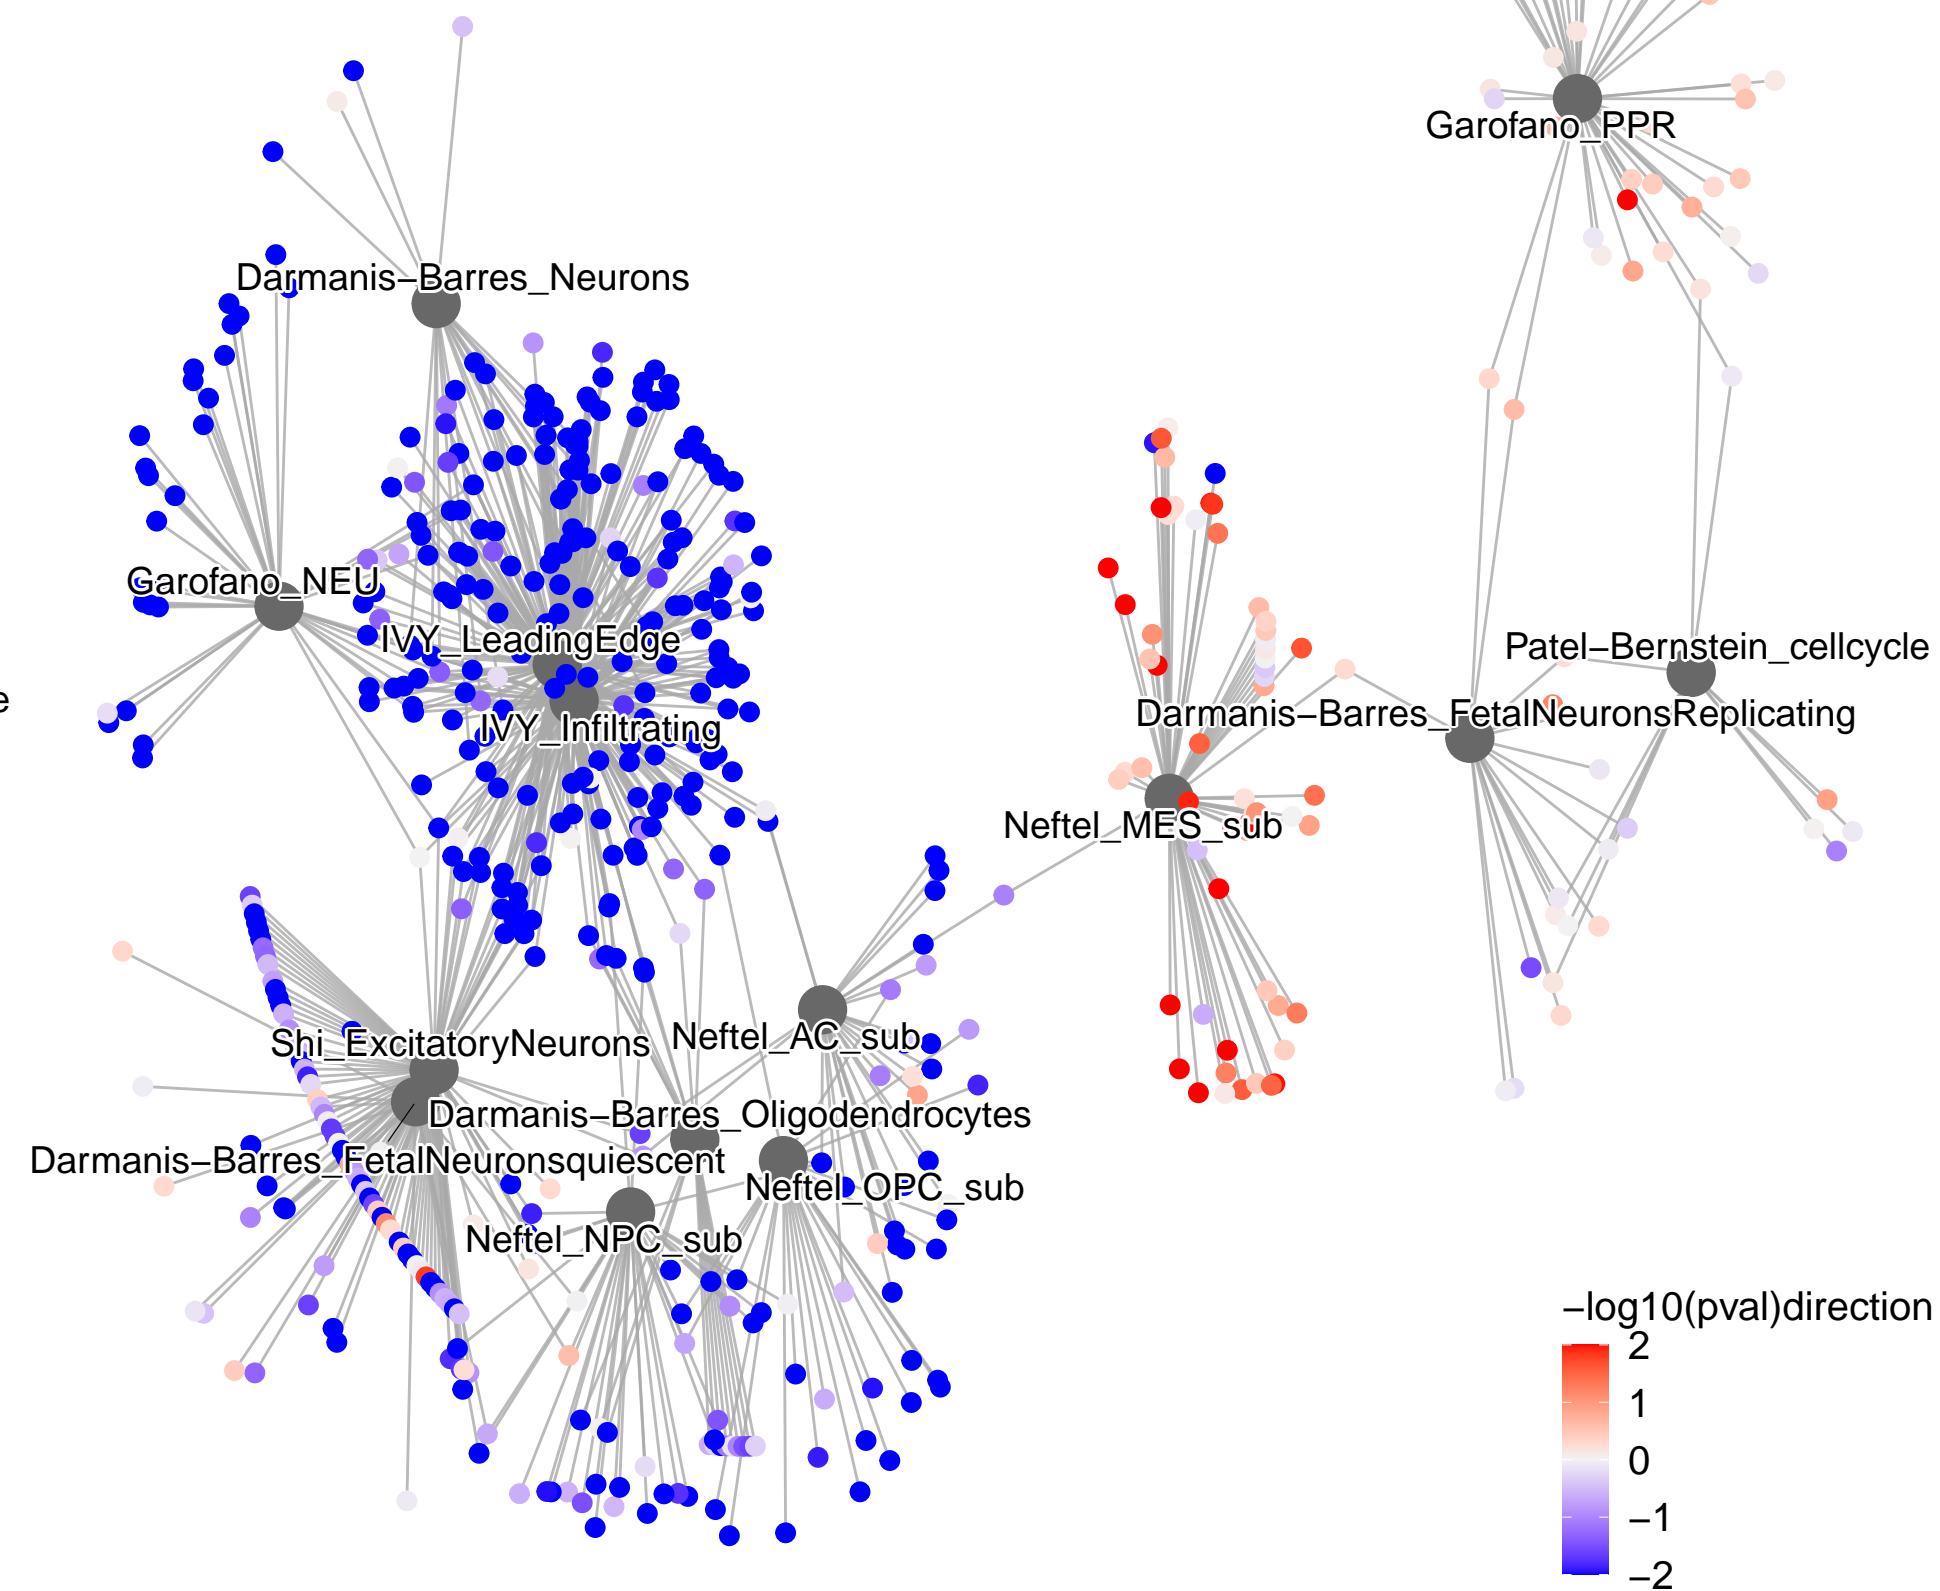 Garofano_PPR
Darmanis−Barres_Neurons
Garofano_NEU
IVY_LeadingEdge
Patel−Bernstein_cellcycle
e
Darmanis−Barres_FetalNeuronsReplicating
IVY_Infiltrating
Neftel_MES_sub
Shi_ExcitatoryNeurons
Neftel_AC_sub
Darmanis−Barres_Oligodendrocytes
Darmanis−Barres_FetalNeuronsquiescent
Neftel_OPC_sub
Neftel_NPC_sub
−log10(pval)direction
2
1
0
−1
−2